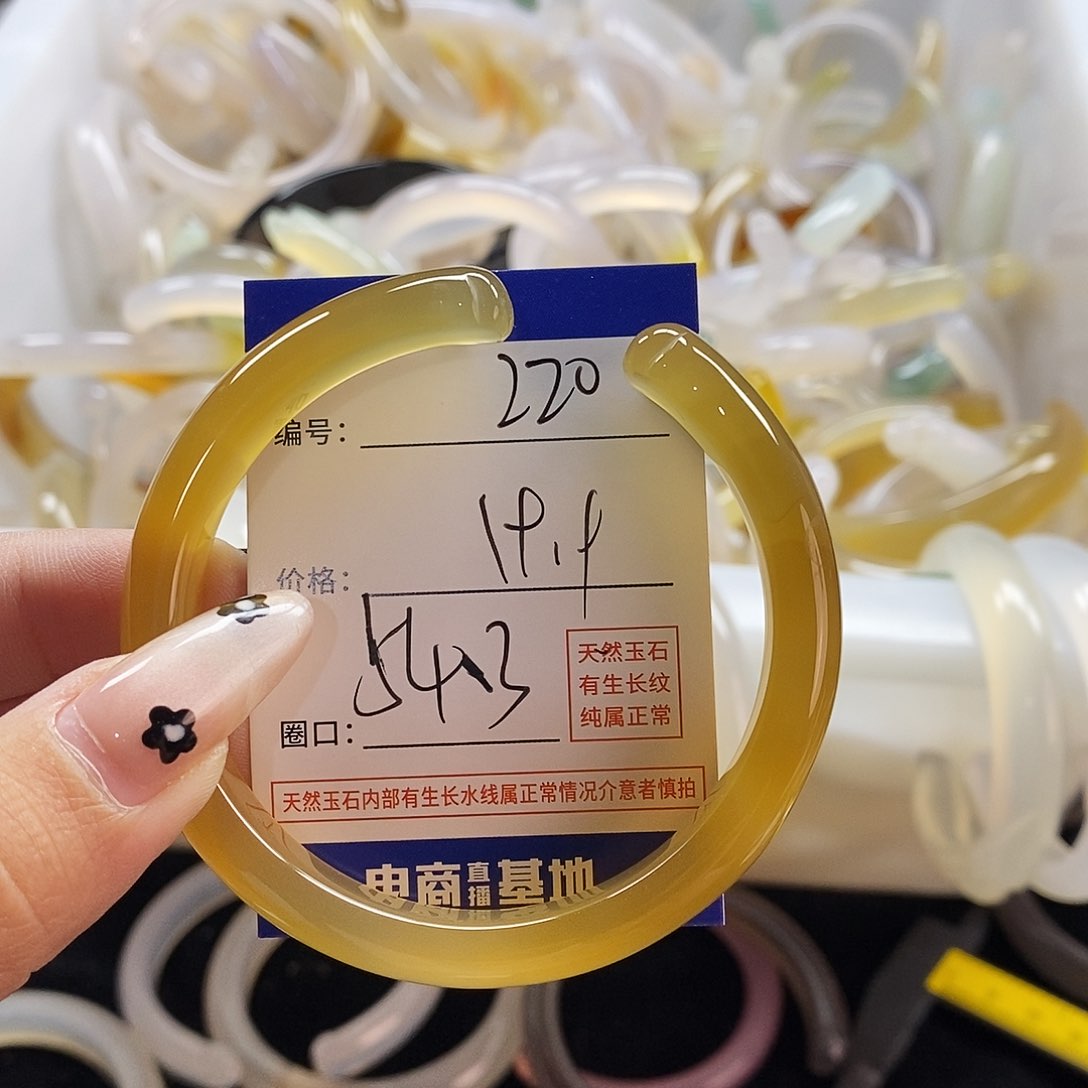 编号： 220
价格： 19.9
圈口： 54x3
天然玉石
有生长纹
纯属正常
天然玉石内部有生长水线属正常情况介意者慎拍
电商直播基地